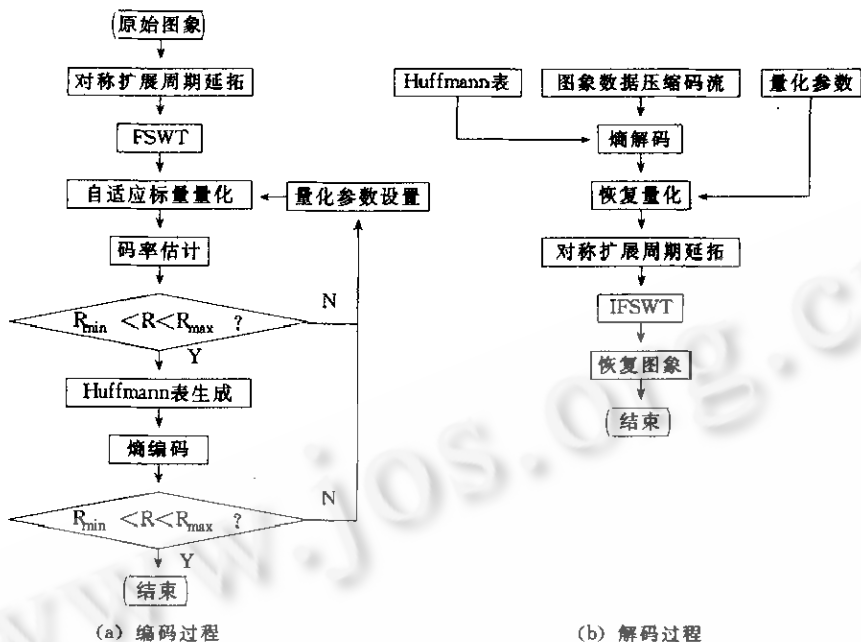 原始图象
对称扩展周期延拓
FSWT
自适应标量量化
量化参数设置
码率估计
R_min <R<R_max ?
N
Y
Huffmann表生成
熵编码
R_min <R<R_max ?
N
Y
结束
(a) 编码过程
Huffmann表
图象数据压缩码流
量化参数
熵解码
恢复量化
对称扩展周期延拓
IFSWT
恢复图象
结束
(b) 解码过程
www.jos.org.c